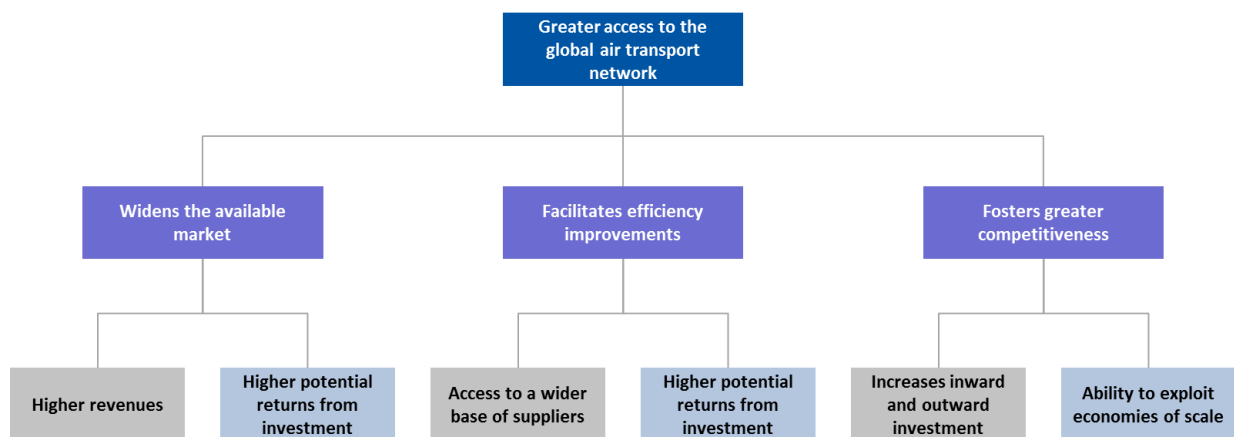 Greater access to the
global air transport
network
Widens the available
market
Facilitates efficiency
improvements
Fosters greater
competitiveness
Higher revenues
Higher potential
returns from
investment
Access to a wider
base of suppliers
Higher potential
returns from
investment
Increases inward
and outward
investment
Ability to exploit
economies of scale